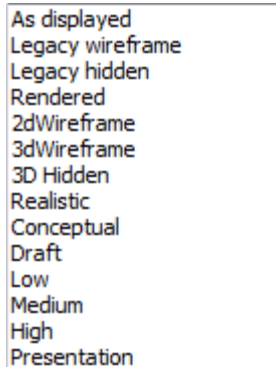 As displayed
Legacy wireframe
Legacy hidden
Rendered
2dWireframe
3dWireframe
3D Hidden
Realistic
Conceptual
Draft
Low
Medium
High
Presentation